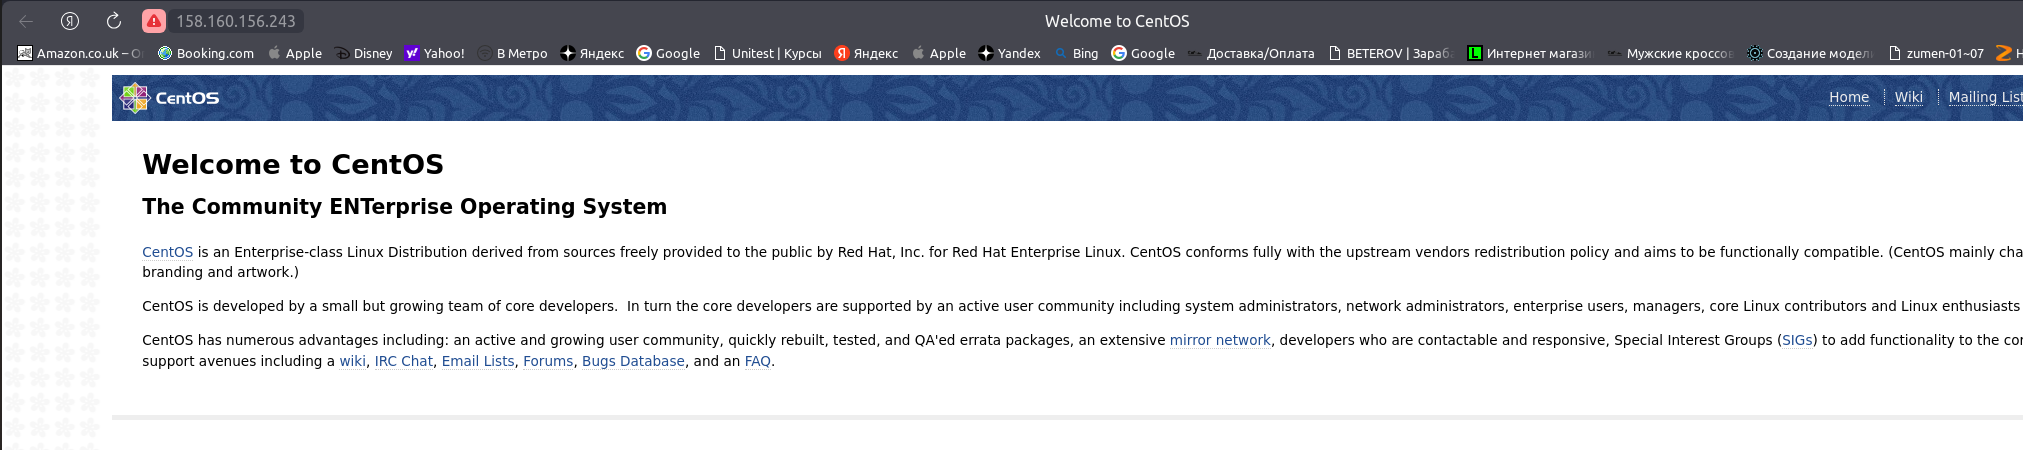 158.160.156.243 Welcome to CentOS
Amazon.co.uk – Booking.com Apple Disney Yahoo! В Метро Яндекс Google Unitest | Курсы Яндекс Apple Yandex Bing Google Доставка/Оплата BETEROV | Зараб Интернет магази Мужские кроссов Создание модел zumen-01~07
CentOS Home Wiki Mailing List
Welcome to CentOS
The Community ENTerprise Operating System
CentOS is an Enterprise-class Linux Distribution derived from sources freely provided to the public by Red Hat, Inc. for Red Hat Enterprise Linux. CentOS conforms fully with the upstream vendors redistribution policy and aims to be functionally compatible. (CentOS mainly cha
branding and artwork.)
CentOS is developed by a small but growing team of core developers.  In turn the core developers are supported by an active user community including system administrators, network administrators, enterprise users, managers, core Linux contributors and Linux enthusiasts
CentOS has numerous advantages including: an active and growing user community, quickly rebuilt, tested, and QA'ed errata packages, an extensive mirror network, developers who are contactable and responsive, Special Interest Groups (SIGs) to add functionality to the cor
support avenues including a wiki, IRC Chat, Email Lists, Forums, Bugs Database, and an FAQ.